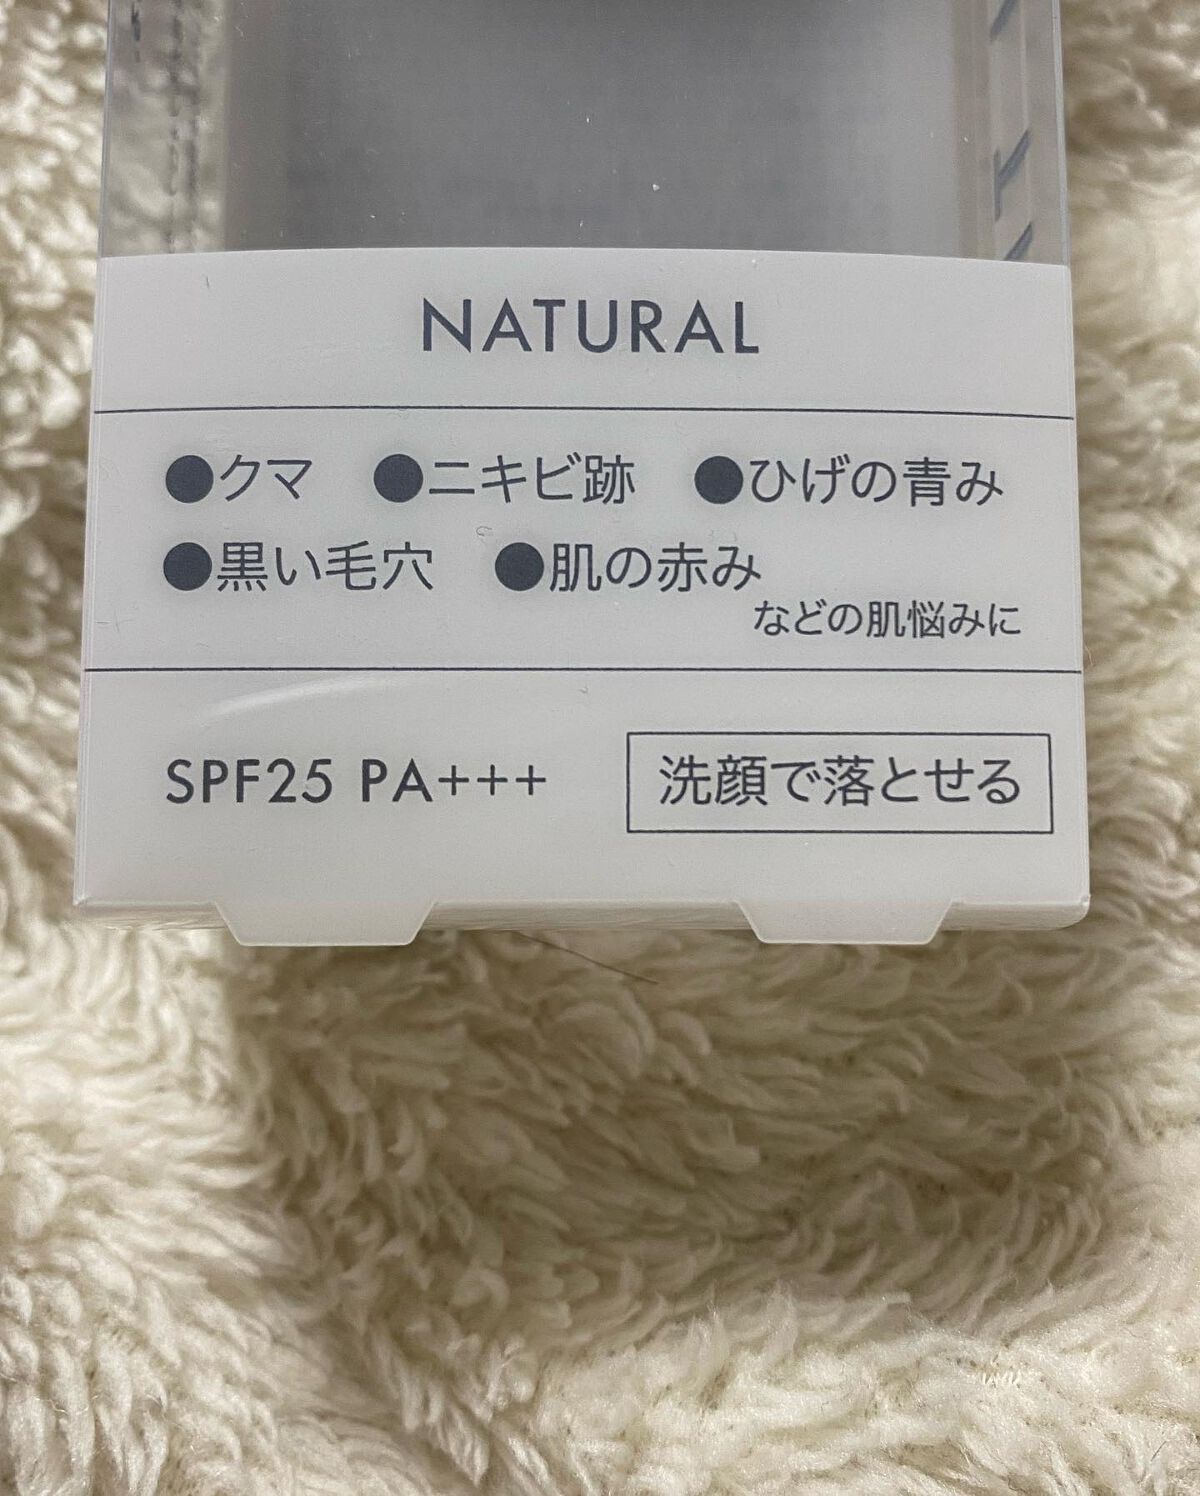 NATURAL
●クマ ●ニキビ跡 ●ひげの青み
●黒い毛穴 ●肌の赤み
などの肌悩みに
SPF25 PA+++
洗顔で落とせる